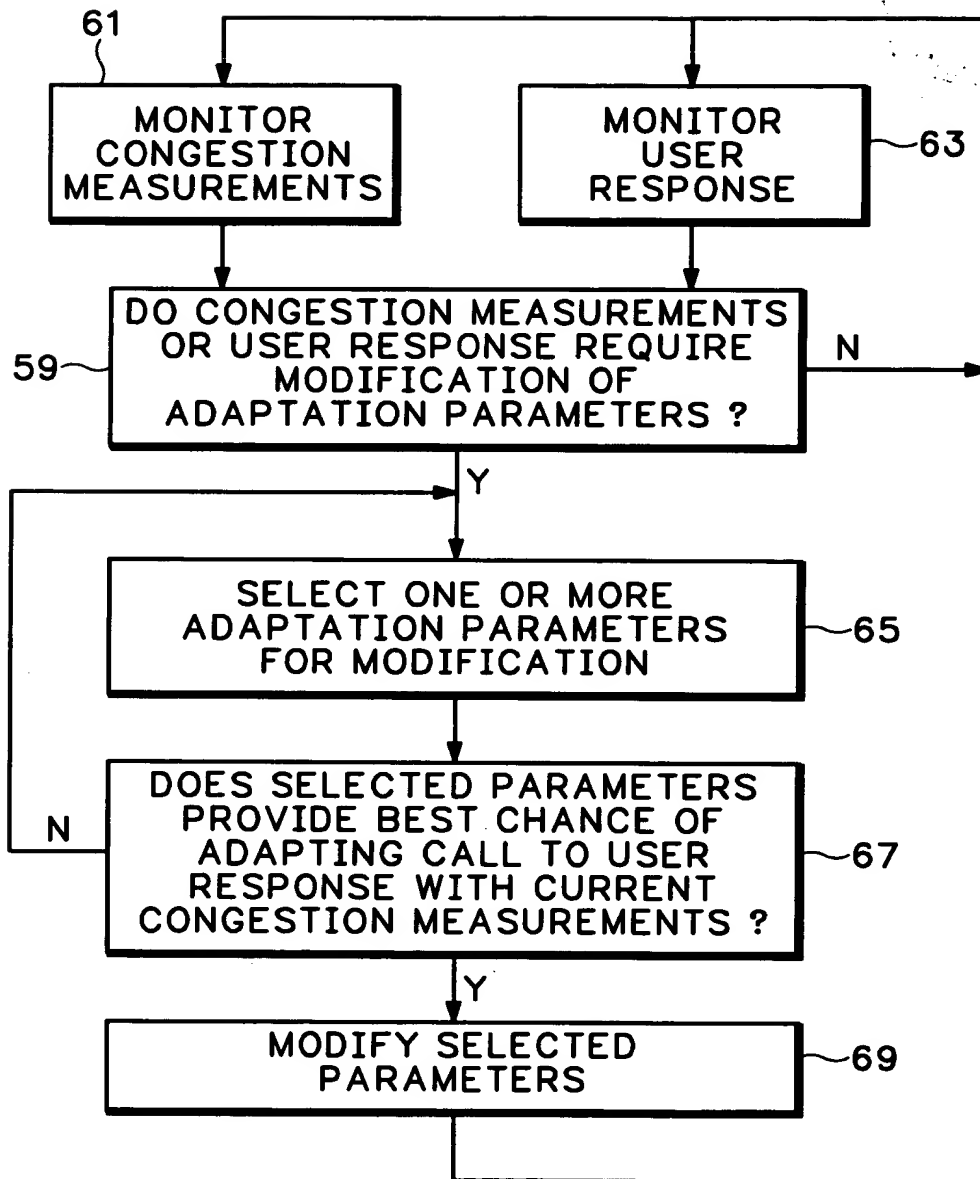 61
MONITOR
CONGESTION
MEASUREMENTS
MONITOR
USER
RESPONSE
63
DO CONGESTION MEASUREMENTS
OR USER RESPONSE REQUIRE
MODIFICATION OF
ADAPTATION PARAMETERS ?
59
N
Y
SELECT ONE OR MORE
ADAPTATION PARAMETERS
FOR MODIFICATION
65
DOES SELECTED PARAMETERS
PROVIDE BEST CHANCE OF
ADAPTING CALL TO USER
RESPONSE WITH CURRENT
CONGESTION MEASUREMENTS ?
N
67
Y
MODIFY SELECTED
PARAMETERS
69